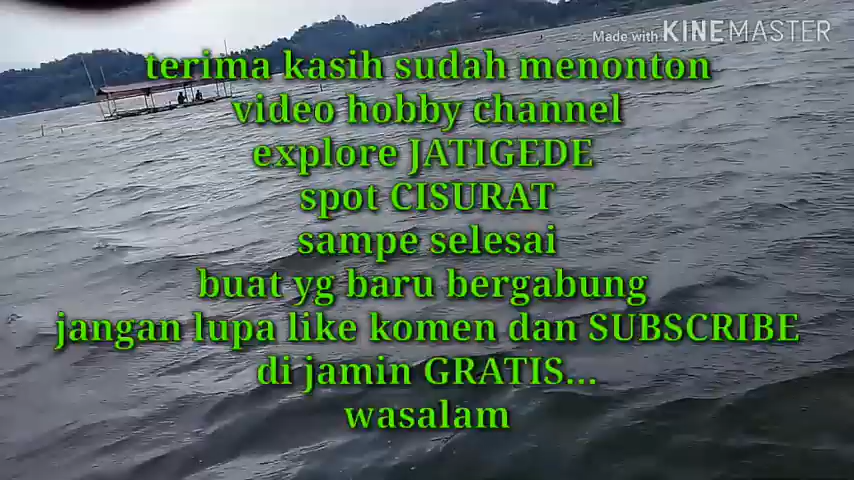 Made with KINEMASTER
terima kasih sudah menonton
video hobby channel
explore JATIGEDE
spot CISURAT
sampe selesai
buat yg baru bergabung
jangan lupa like komen dan SUBSCRIBE
di jamin GRATIS...
wasalam